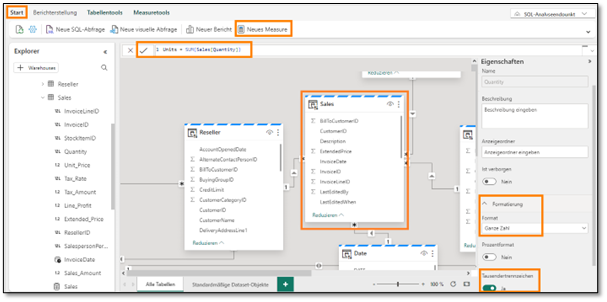 Start Berichterstellung Tabellentools Measuretools
SQL-Analyseendpunkt
Neue SQL-Abfrage Neue visuelle Abfrage Neuer Bericht Neues Measure
Explorer
+ Warehouses
Reseller
Sales
InvoiceLineID
InvoiceID
StockItemID
Quantity
Unit_Price
Tax_Rate
Tax_Amount
Line_Profit
Extended_Price
ResellerID
SalespersonPer...
InvoiceDate
Sales_Amount
Sales
1 Units = SUM(Sales[Quantity])
Reduzieren
Reseller
AccountOpenedDate
AlternateContactPersonID
BillToCustomerID
BuyingGroupID
CreditLimit
CustomerCategoryID
CustomerID
CustomerName
DeliveryAddressLine1
Reduzieren
Sales
BillToCustomerID
CustomerID
Description
ExtendedPrice
InvoiceDate
InvoiceID
InvoiceLineID
LastEditedBy
LastEditedWhen
Reduzieren
Date
Alle Tabellen Standardmäßige Dataset-Objekte +
100 %
Eigenschaften
Name
Quantity
Beschreibung
Beschreibung eingeben
Anzeigeordner
Anzeigeordner eingeben
Ist verborgen
Nein
Formatierung
Format
Ganze Zahl
Prozentformat
Nein
Tausendertrennzeichen
Ja